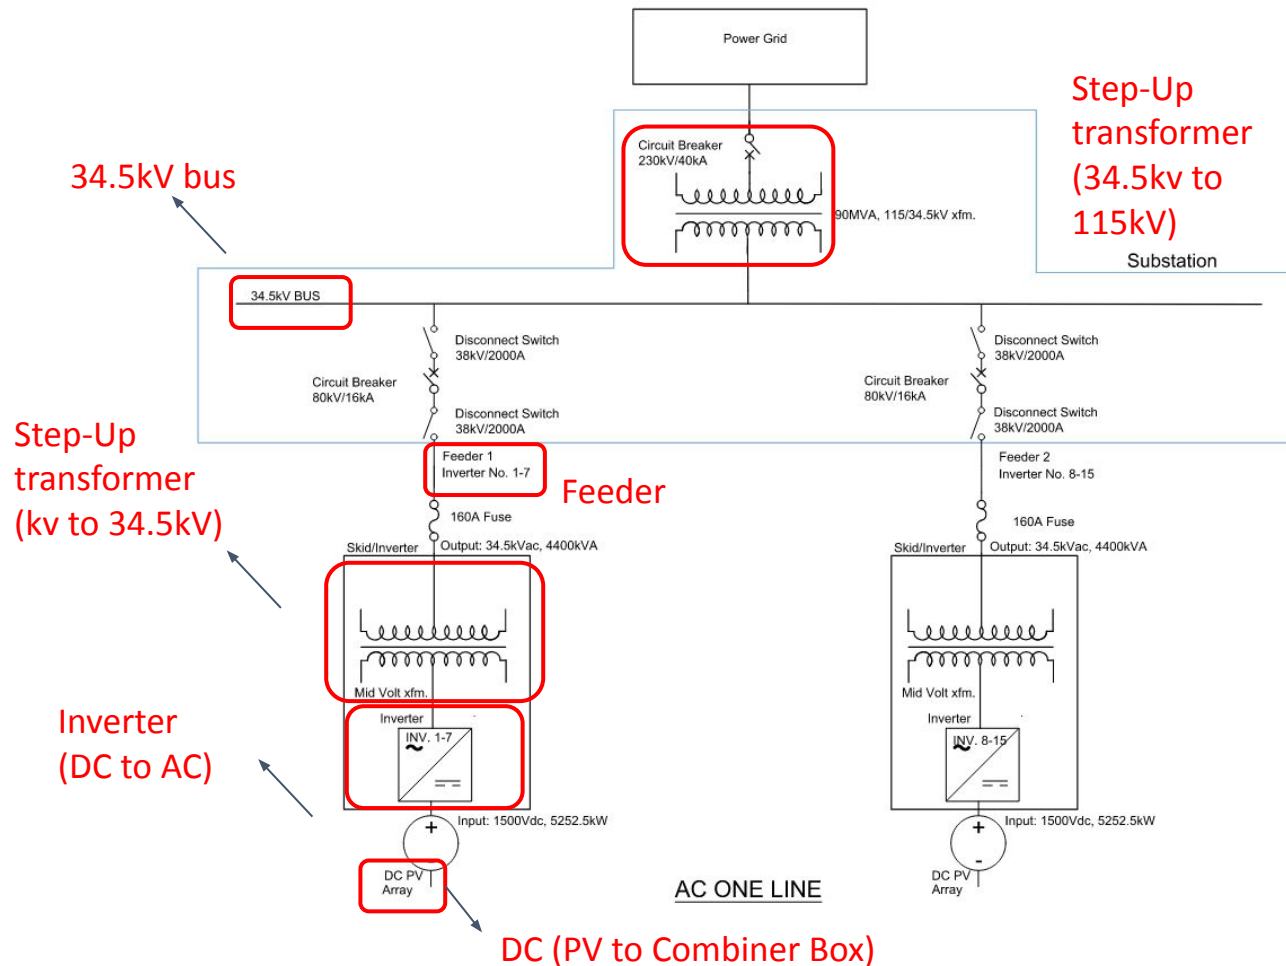 Power Grid
Step-Up
transformer
(34.5kv to
115kV)
Circuit Breaker
230kV/40kA
90MVA, 115/34.5kV xfm.
34.5kV bus
Substation
34.5kV BUS
Disconnect Switch
38kV/2000A
Circuit Breaker
80kV/16kA
Disconnect Switch
38kV/2000A
Disconnect Switch
38kV/2000A
Circuit Breaker
80kV/16kA
Disconnect Switch
38kV/2000A
Step-Up
transformer
(kv to 34.5kV)
Feeder 1
Inverter No. 1-7
Feeder
160A Fuse
Skid/Inverter
Output: 34.5kVac, 4400kVA
Mid Volt xfm.
Inverter
INV. 1-7
Inverter
(DC to AC)
+
Input: 1500Vdc, 5252.5kW
DC PV
Array
Feeder 2
Inverter No. 8-15
160A Fuse
Skid/Inverter
Output: 34.5kVac, 4400kVA
Mid Volt xfm.
Inverter
INV. 8-15
+
-
Input: 1500Vdc, 5252.5kW
DC PV
Array
AC ONE LINE
DC (PV to Combiner Box)